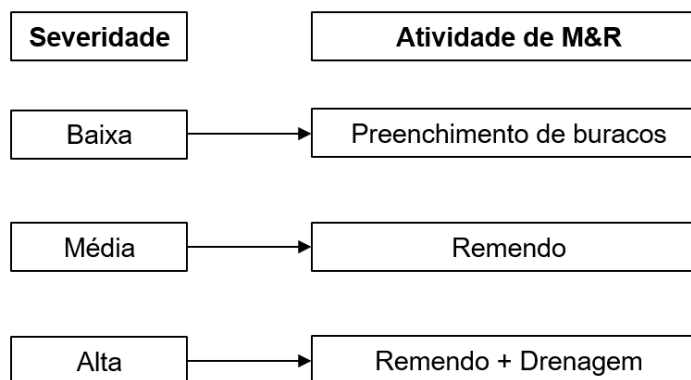 Severidade
Atividade de M&R
Baixa
Preenchimento de buracos
Média
Remendo
Alta
Remendo + Drenagem